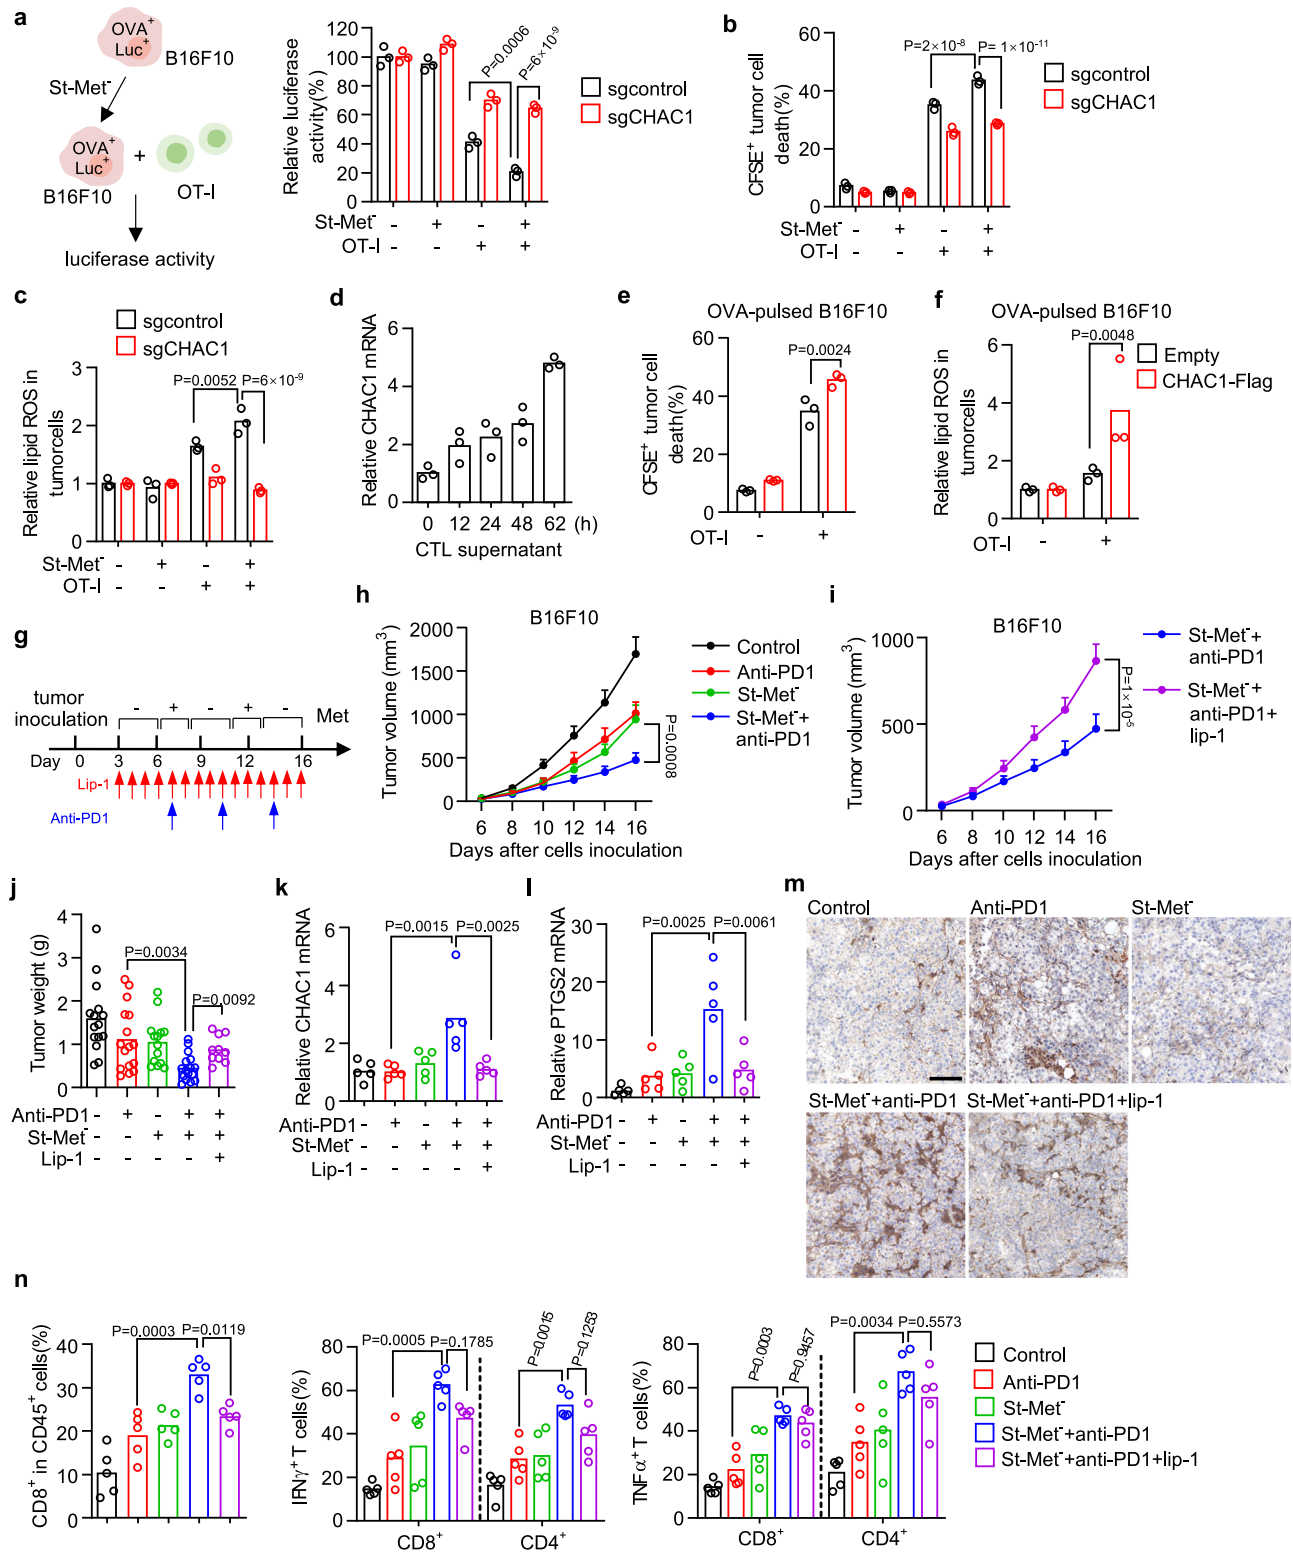 a
OVA+
Luc+
B16F10
St-Met-
OVA+
Luc+
B16F10
+
OT-I
luciferase activity
Relative luciferase activity(%)
120
100
80
60
40
20
0
P=0.0006
P=6×10-9
sgcontrol
sgCHAC1
St-Met- - + - +
OT-I - - + +
b
CFSE+ tumor cell death(%)
60
40
20
0
P=2×10-8
P= 1×10-11
sgcontrol
sgCHAC1
St-Met- - + - +
OT-I - - + +
c
sgcontrol
sgCHAC1
Relative lipid ROS in tumorcells
3
2
1
0
P=0.0052
P=6×10-9
St-Met- - + - +
OT-I - - + +
d
Relative CHAC1 mRNA
6
4
2
0
0 12 24 48 62 (h)
CTL supernatant
e
OVA-pulsed B16F10
CFSE+ tumor cell death(%)
60
40
20
0
P=0.0024
OT-I - +
f
OVA-pulsed B16F10
Relative lipid ROS in tumorcells
6
4
2
0
P=0.0048
Empty
CHAC1-Flag
OT-I - +
g
tumor inoculation
- + - + -
Met
Day 0 3 6 9 12 14 16
Lip-1
Anti-PD1
h
B16F10
Tumor volume (mm3)
2000
1500
1000
500
0
6 8 10 12 14 16
Days after cells inoculation
Control
Anti-PD1
St-Met-
St-Met-+ anti-PD1
P=0.0008
i
B16F10
Tumor volume (mm3)
1000
500
0
6 8 10 12 14 16
Days after cells inoculation
St-Met-+ anti-PD1
St-Met-+ anti-PD1+ lip-1
P=1×10-5
j
Tumor weight (g)
4
3
2
1
0
P=0.0034
P=0.0092
Anti-PD1 - + - + +
St-Met- - - + + +
Lip-1 - - - - +
k
Relative CHAC1 mRNA
6
4
2
0
P=0.0015
P=0.0025
Anti-PD1 - + - + +
St-Met- - - + + +
Lip-1 - - - - +
l
Relative PTGS2 mRNA
30
20
10
0
P=0.0025
P=0.0061
Anti-PD1 - + - + +
St-Met- - - + + +
Lip-1 - - - - +
m
Control
Anti-PD1
St-Met-
St-Met-+anti-PD1
St-Met-+anti-PD1+lip-1
n
CD8+ in CD45+ cells(%)
40
30
20
10
0
P=0.0003
P=0.0119
IFNγ+ T cells(%)
80
60
40
20
0
P=0.0005
P=0.1785
P=0.0015
P=0.1253
CD8+
CD4+
TNFα+ T cells(%)
80
60
40
20
0
P=0.0003
P=0.9457
P=0.0034
P=0.5573
CD8+
CD4+
Control
Anti-PD1
St-Met-
St-Met-+anti-PD1
St-Met-+anti-PD1+lip-1